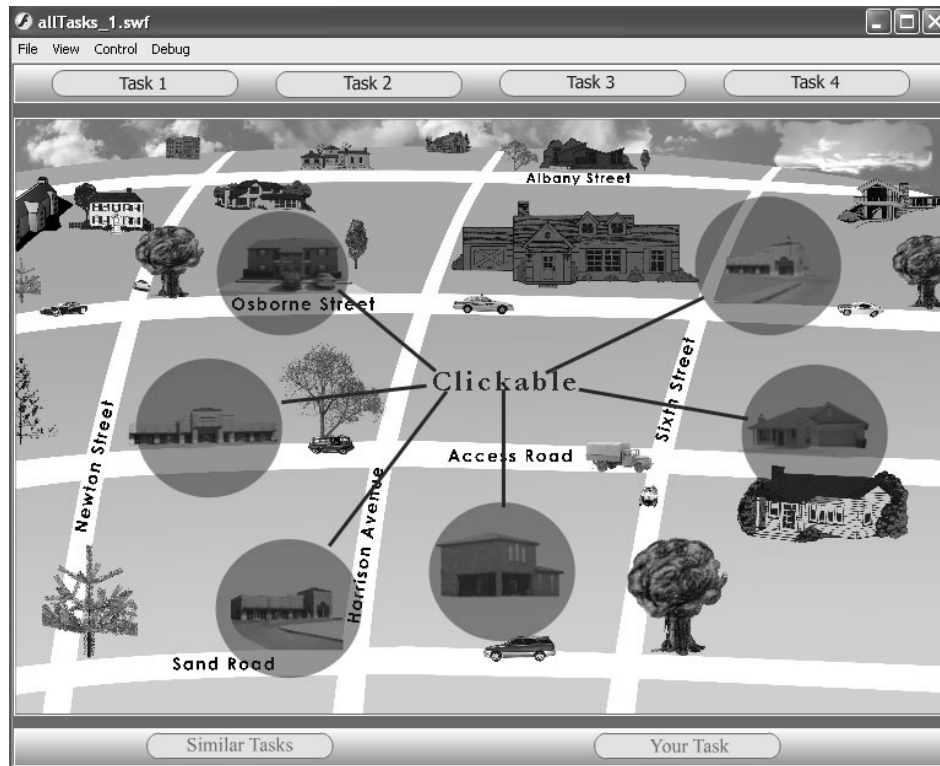 allTasks_1.swf
File View Control Debug
Task 1 Task 2 Task 3 Task 4
Albany Street
Osborne Street
Clickable
Newton Street
Harrison Avenue
Access Road
Sixth Street
Sand Road
Similar Tasks Your Task